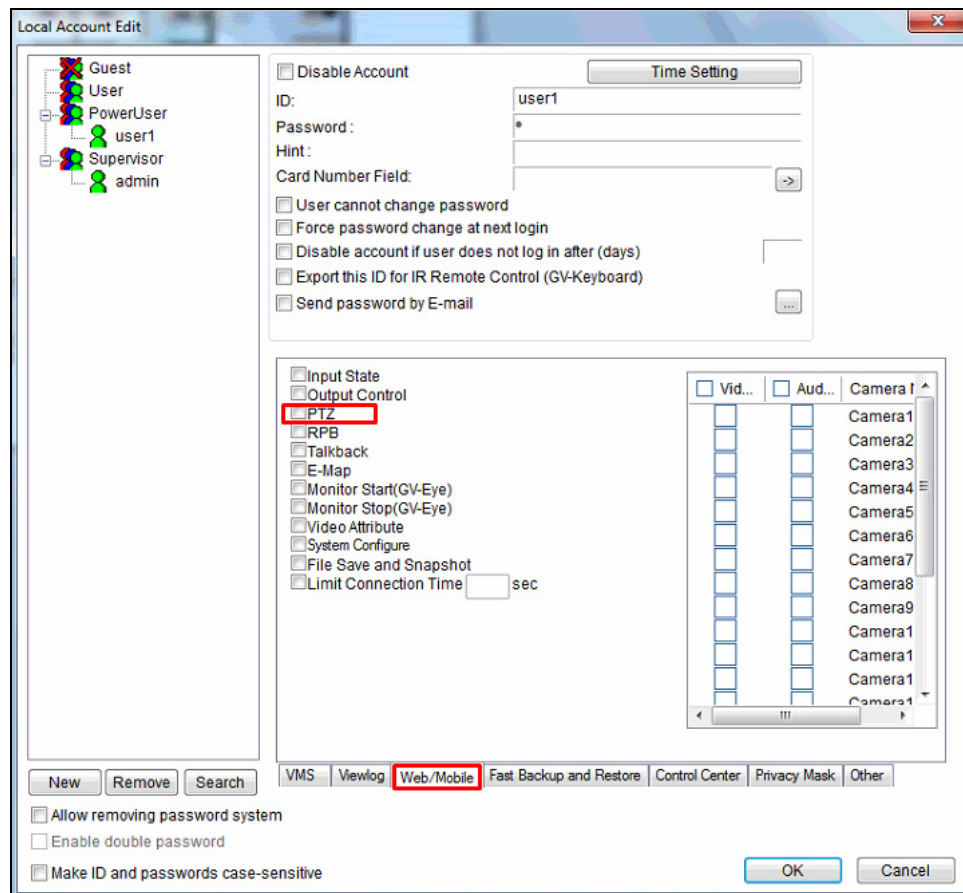 Local Account Edit
Guest
User
PowerUser
user1
Supervisor
admin
Disable Account
Time Setting
ID:
user1
Password :
Hint :
Card Number Field:
->
User cannot change password
Force password change at next login
Disable account if user does not log in after (days)
Export this ID for IR Remote Control (GV-Keyboard)
Send password by E-mail
...
Input State
Output Control
PTZ
RPB
Talkback
E-Map
Monitor Start(GV-Eye)
Monitor Stop(GV-Eye)
Video Attribute
System Configure
File Save and Snapshot
Limit Connection Time sec
Vid... Aud... Camera
Camera1
Camera2
Camera3
Camera4
Camera5
Camera6
Camera7
Camera8
Camera9
Camera1
Camera1
Camera1
Camera1
VMS Viewlog Web/Mobile Fast Backup and Restore Control Center Privacy Mask Other
New Remove Search
Allow removing password system
Enable double password
Make ID and passwords case-sensitive
OK Cancel